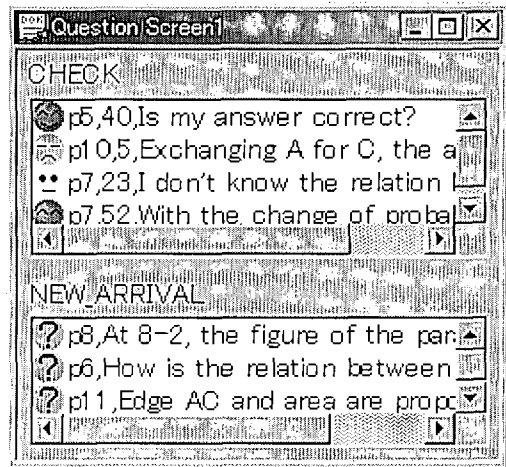 Question Screen1
CHECK
p5,40,Is my answer correct?
p10,5,Exchanging A for C, the a
p7,23,I don't know the relation
p7.52.With the change of proba
NEW_ARRIVAL
p8,At 8-2, the figure of the par
p6,How is the relation between
p11,Edge AC and area are propo